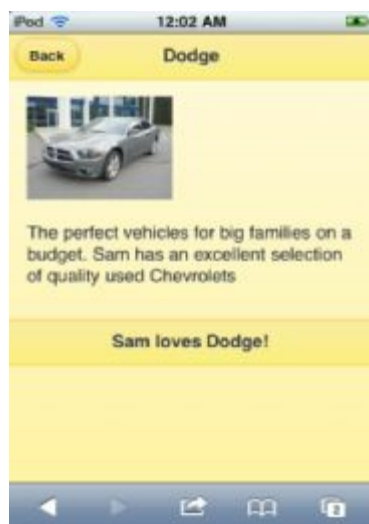 iPod 12:02 AM
Back Dodge
The perfect vehicles for big families on a
budget. Sam has an excellent selection
of quality used Chevrolets
Sam loves Dodge!
2